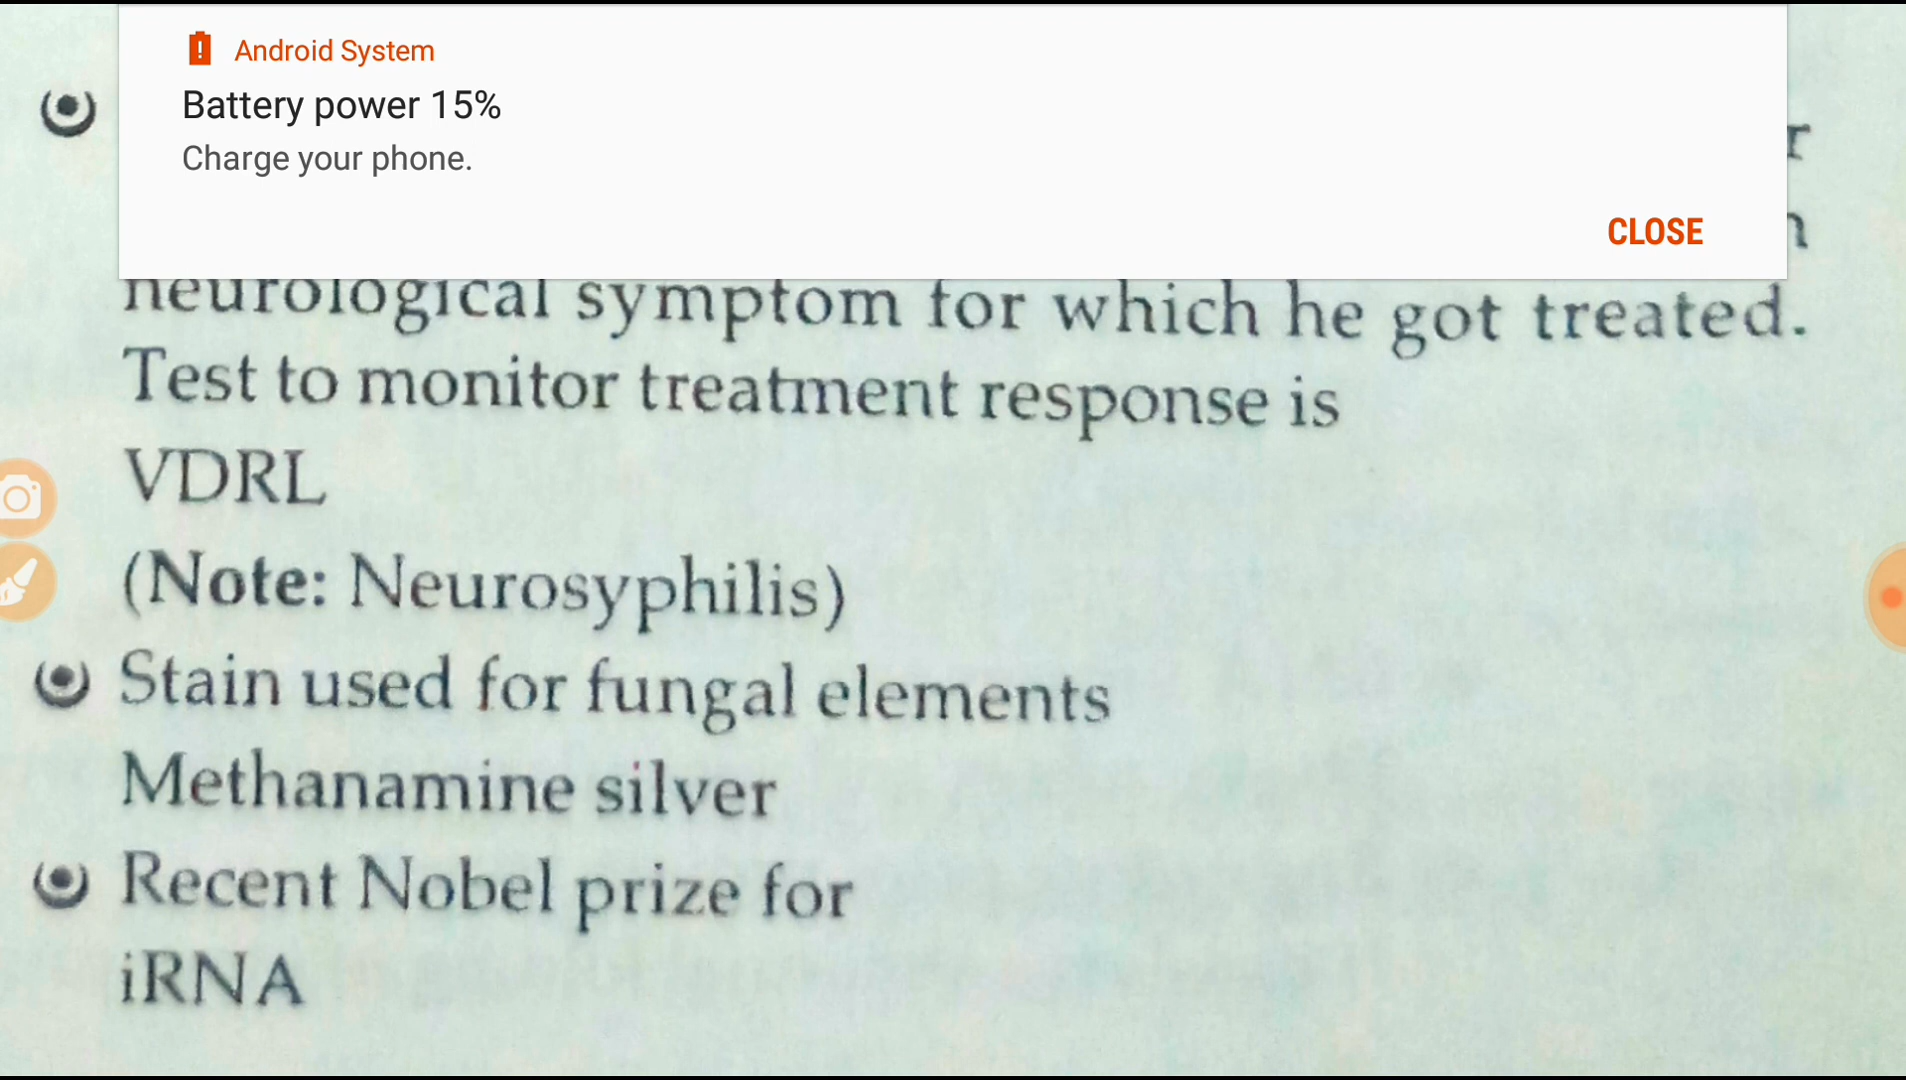 Android System
Battery power 15%
Charge your phone.
CLOSE
neurological symptom for which he got treated.
Test to monitor treatment response is
VDRL
(Note: Neurosyphilis)
Stain used for fungal elements
Methanamine silver
Recent Nobel prize for
iRNA